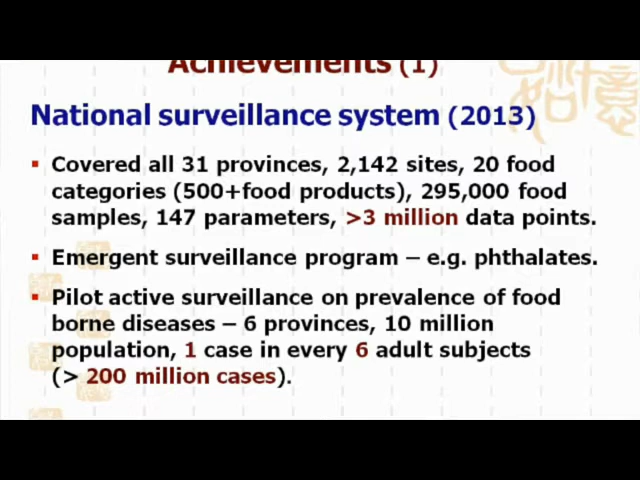 Achievements (1)
National surveillance system (2013)
▪ Covered all 31 provinces, 2,142 sites, 20 food
categories (500+food products), 295,000 food
samples, 147 parameters, >3 million data points.
▪ Emergent surveillance program – e.g. phthalates.
▪ Pilot active surveillance on prevalence of food
borne diseases – 6 provinces, 10 million
population, 1 case in every 6 adult subjects
(> 200 million cases).